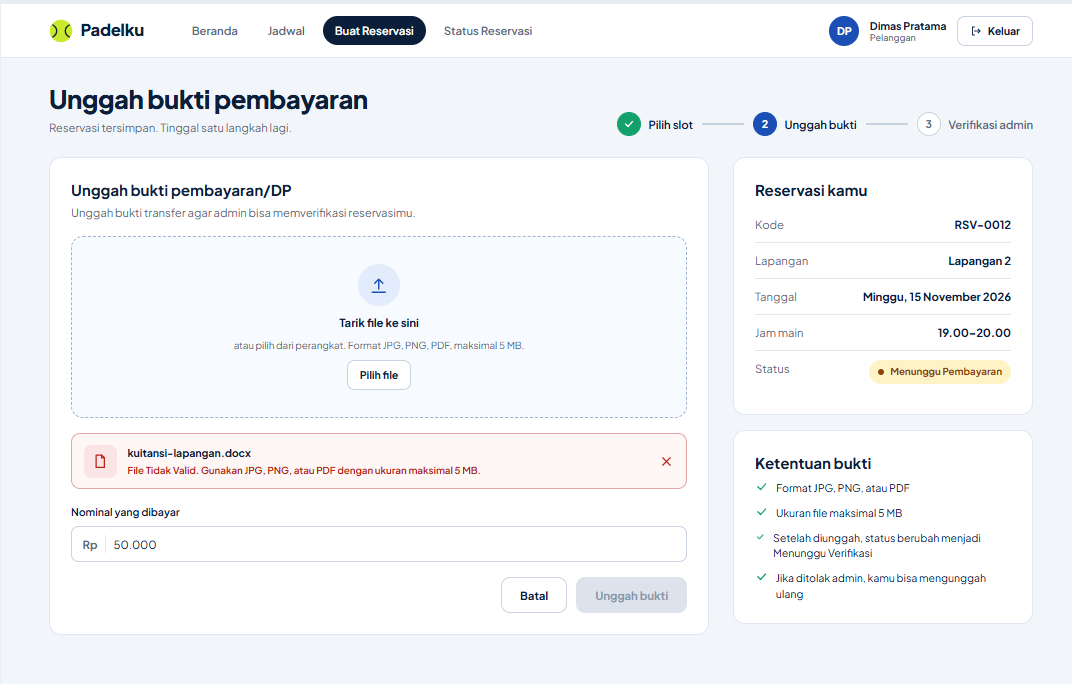 Padelku
Beranda
Jadwal
Buat Reservasi
Status Reservasi
DP
Dimas Pratama
Pelanggan
Keluar
Unggah bukti pembayaran
Reservasi tersimpan. Tinggal satu langkah lagi.
Pilih slot
2
Unggah bukti
3
Verifikasi admin
Unggah bukti pembayaran/DP
Unggah bukti transfer agar admin bisa memverifikasi reservasimu.
Tarik file ke sini
atau pilih dari perangkat. Format JPG, PNG, PDF, maksimal 5 MB.
Pilih file
kuitansi-lapangan.docx
File Tidak Valid. Gunakan JPG, PNG, atau PDF dengan ukuran maksimal 5 MB.
Nominal yang dibayar
Rp 50.000
Batal
Unggah bukti
Reservasi kamu
Kode RSV-0012
Lapangan Lapangan 2
Tanggal Minggu, 15 November 2026
Jam main 19.00-20.00
Status Menunggu Pembayaran
Ketentuan bukti
Format JPG, PNG, atau PDF
Ukuran file maksimal 5 MB
Setelah diunggah, status berubah menjadi
Menunggu Verifikasi
Jika ditolak admin, kamu bisa mengunggah
ulang